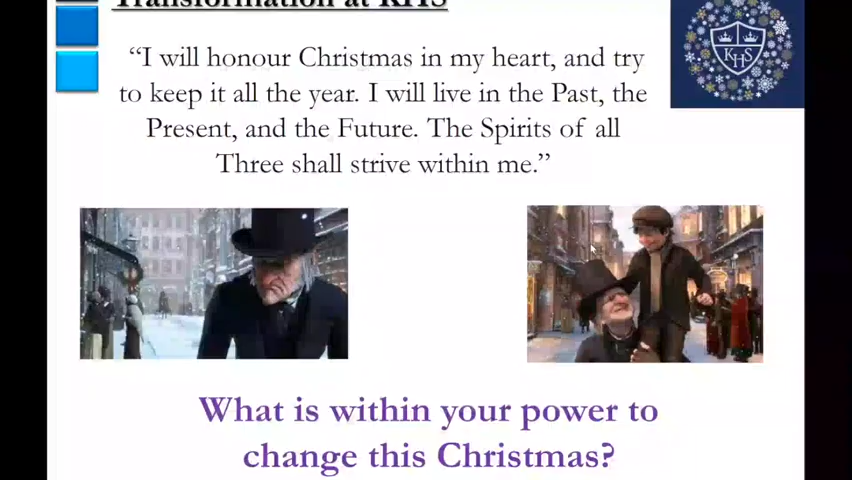 Transformation at KHS
“I will honour Christmas in my heart, and try
to keep it all the year. I will live in the Past, the
Present, and the Future. The Spirits of all
Three shall strive within me.”
KHS
What is within your power to
change this Christmas?